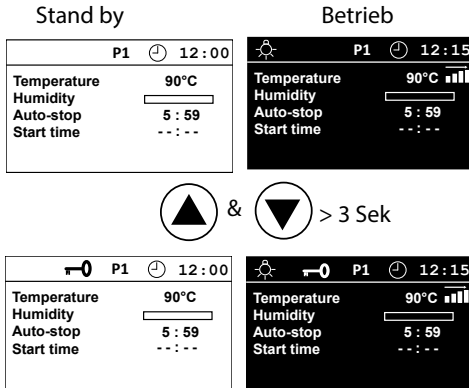 Stand by
Betrieb
P1 12:00
Temperature 90°C
Humidity
Auto-stop 5 : 59
Start time --:--
P1 12:15
Temperature 90°C
Humidity
Auto-stop 5 : 59
Start time --:--
& > 3 Sek
P1 12:00
Temperature 90°C
Humidity
Auto-stop 5 : 59
Start time --:--
P1 12:15
Temperature 90°C
Humidity
Auto-stop 5 : 59
Start time --:--